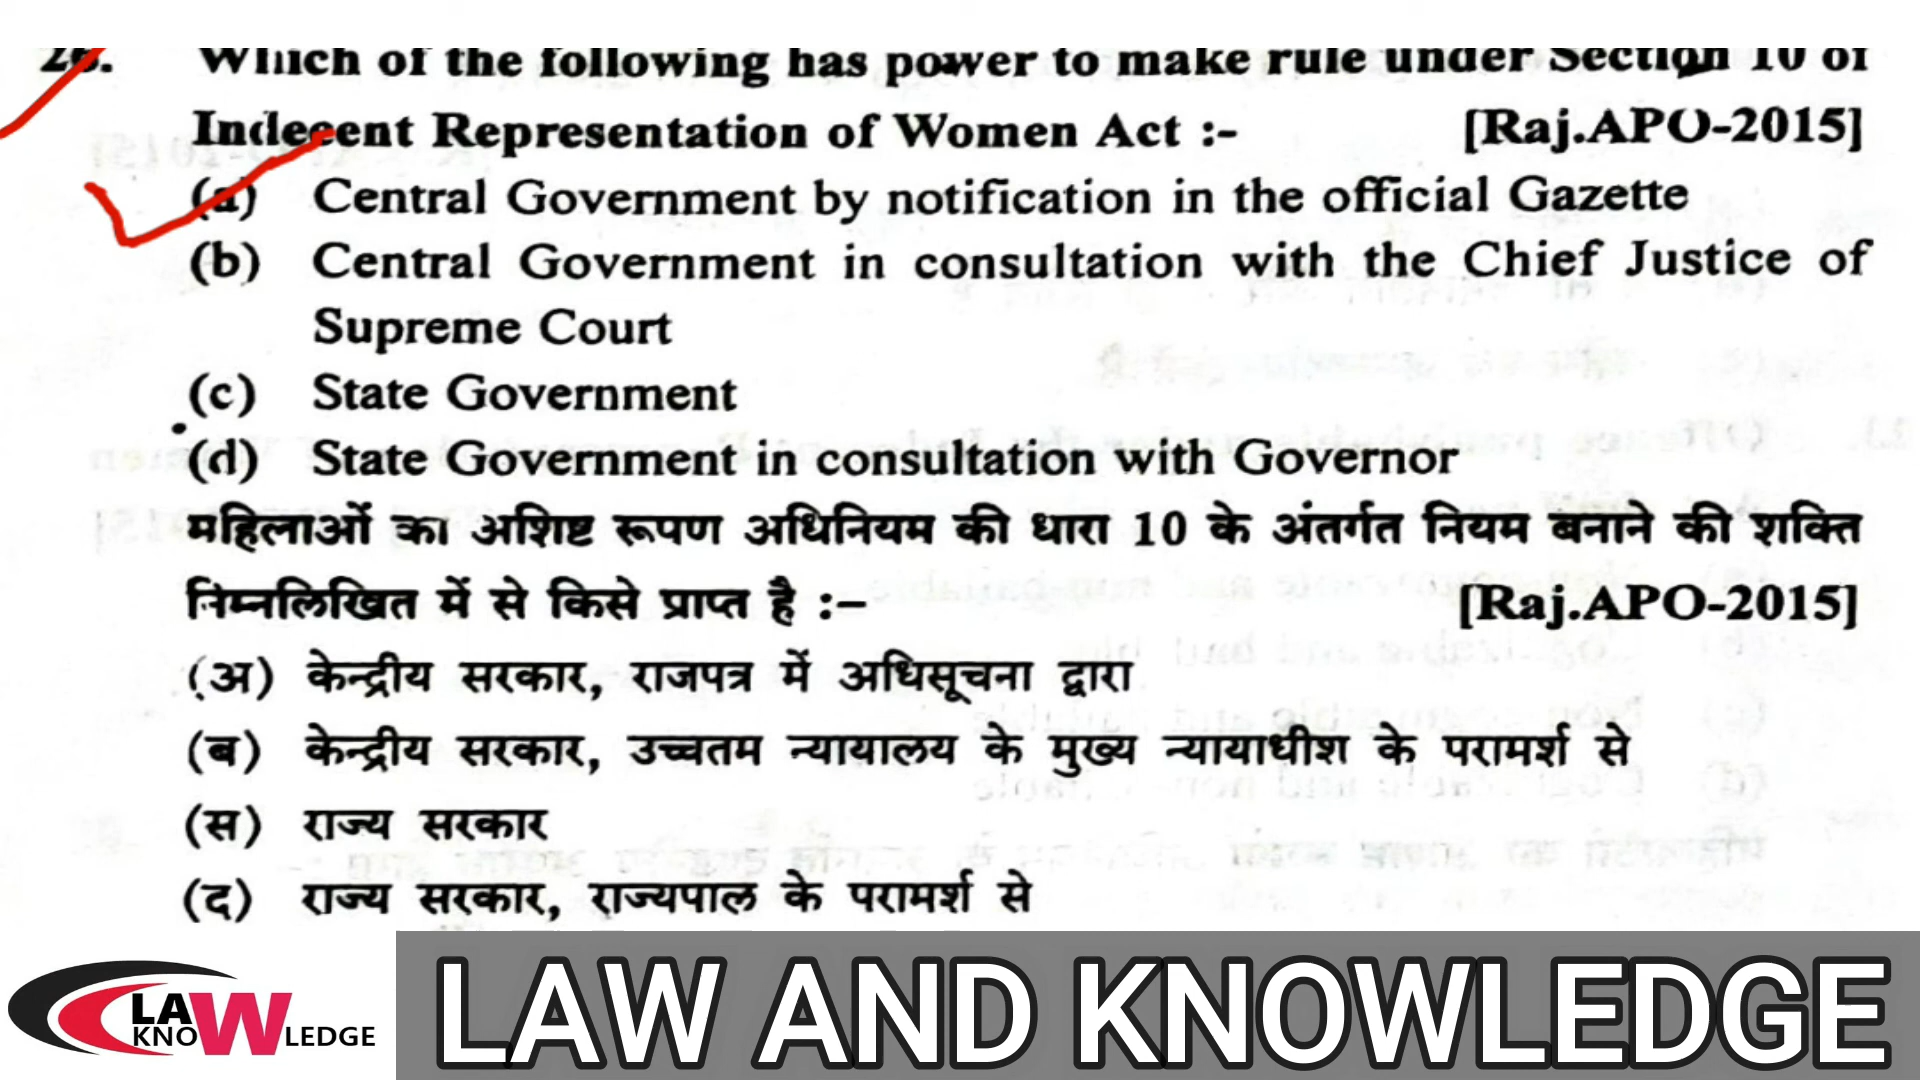 26. Which of the following has power to make rule under Section 10 of
Indecent Representation of Women Act :- [Raj.APO-2015]
(a) Central Government by notification in the official Gazette
(b) Central Government in consultation with the Chief Justice of
Supreme Court
(c) State Government
(d) State Government in consultation with Governor
महिलाओं का अशिष्ट रूपण अधिनियम की धारा 10 के अंतर्गत नियम बनाने की शक्ति
निम्नलिखित में से किसे प्राप्त है :– [Raj.APO-2015]
(अ) केन्द्रीय सरकार, राजपत्र में अधिसूचना द्वारा
(ब) केन्द्रीय सरकार, उच्चतम न्यायालय के मुख्य न्यायाधीश के परामर्श से
(स) राज्य सरकार
(द) राज्य सरकार, राज्यपाल के परामर्श से
LAW
KNOWLEDGE
LAW AND KNOWLEDGE